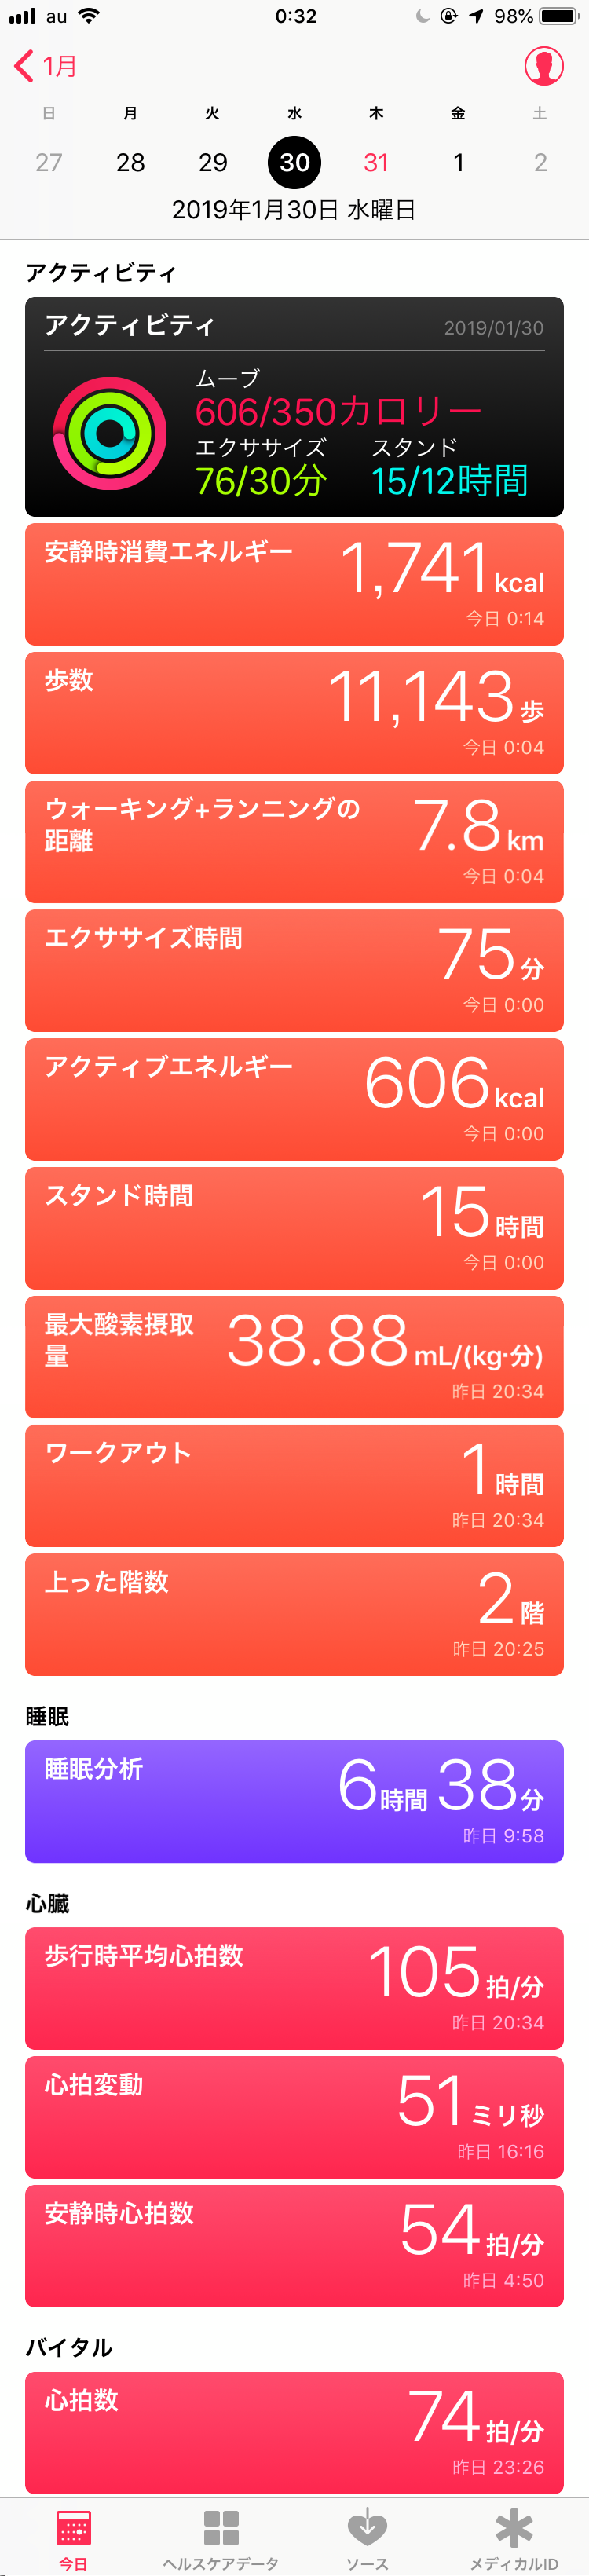 au 0:32 98%
1月
日 月 火 水 木 金 土
27 28 29 30 31 1 2
2019年1月30日 水曜日
アクティビティ
アクティビティ 2019/01/30
ムーブ
606/350カロリー
エクササイズ スタンド
76/30分 15/12時間
安静時消費エネルギー 1,741 kcal
今日 0:14
歩数 11,143 歩
今日 0:04
ウォーキング+ランニングの
距離 7.8 km
今日 0:04
エクササイズ時間 75 分
今日 0:00
アクティブエネルギー 606 kcal
今日 0:00
スタンド時間 15 時間
今日 0:00
最大酸素摂取
量 38.88 mL/(kg·分)
昨日 20:34
ワークアウト 1 時間
昨日 20:34
上った階数 2 階
昨日 20:25
睡眠
睡眠分析 6時間 38分
昨日 9:58
心臓
歩行時平均心拍数 105 拍/分
昨日 20:34
心拍変動 51 ミリ秒
昨日 16:16
安静時心拍数 54 拍/分
昨日 4:50
バイタル
心拍数 74 拍/分
昨日 23:26
今日 ヘルスケアデータ ソース メディカルID